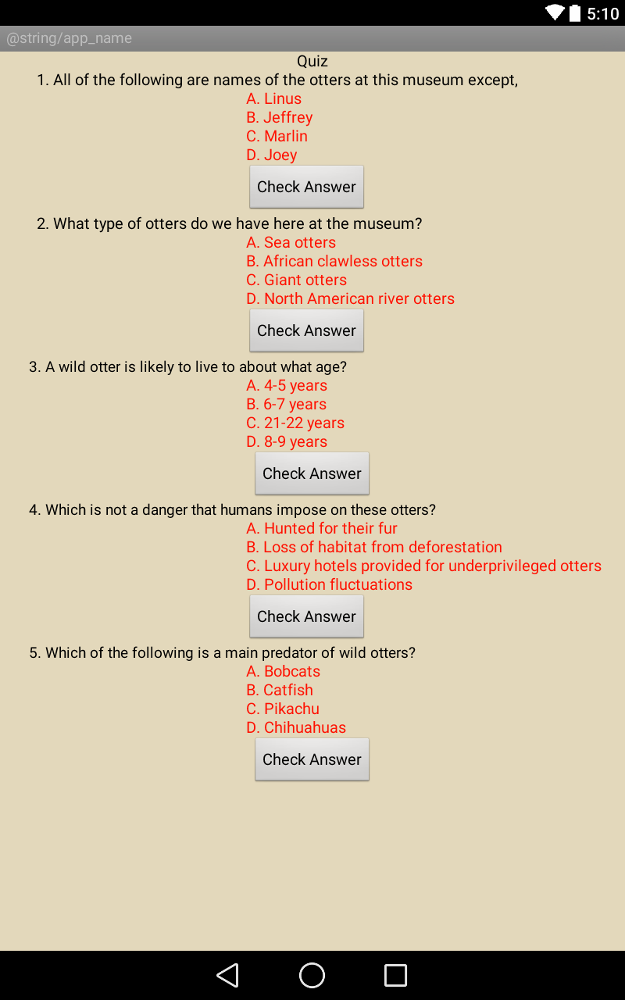 5:10
@string/app_name
Quiz
1. All of the following are names of the otters at this museum except,
A. Linus
B. Jeffrey
C. Marlin
D. Joey
Check Answer
2. What type of otters do we have here at the museum?
A. Sea otters
B. African clawless otters
C. Giant otters
D. North American river otters
Check Answer
3. A wild otter is likely to live to about what age?
A. 4-5 years
B. 6-7 years
C. 21-22 years
D. 8-9 years
Check Answer
4. Which is not a danger that humans impose on these otters?
A. Hunted for their fur
B. Loss of habitat from deforestation
C. Luxury hotels provided for underprivileged otters
D. Pollution fluctuations
Check Answer
5. Which of the following is a main predator of wild otters?
A. Bobcats
B. Catfish
C. Pikachu
D. Chihuahuas
Check Answer